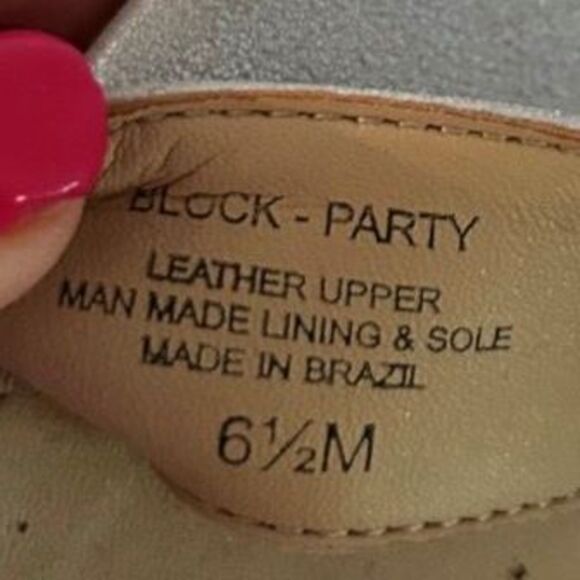 BLOCK - PARTY
LEATHER UPPER
MAN MADE LINING & SOLE
MADE IN BRAZIL
6½M